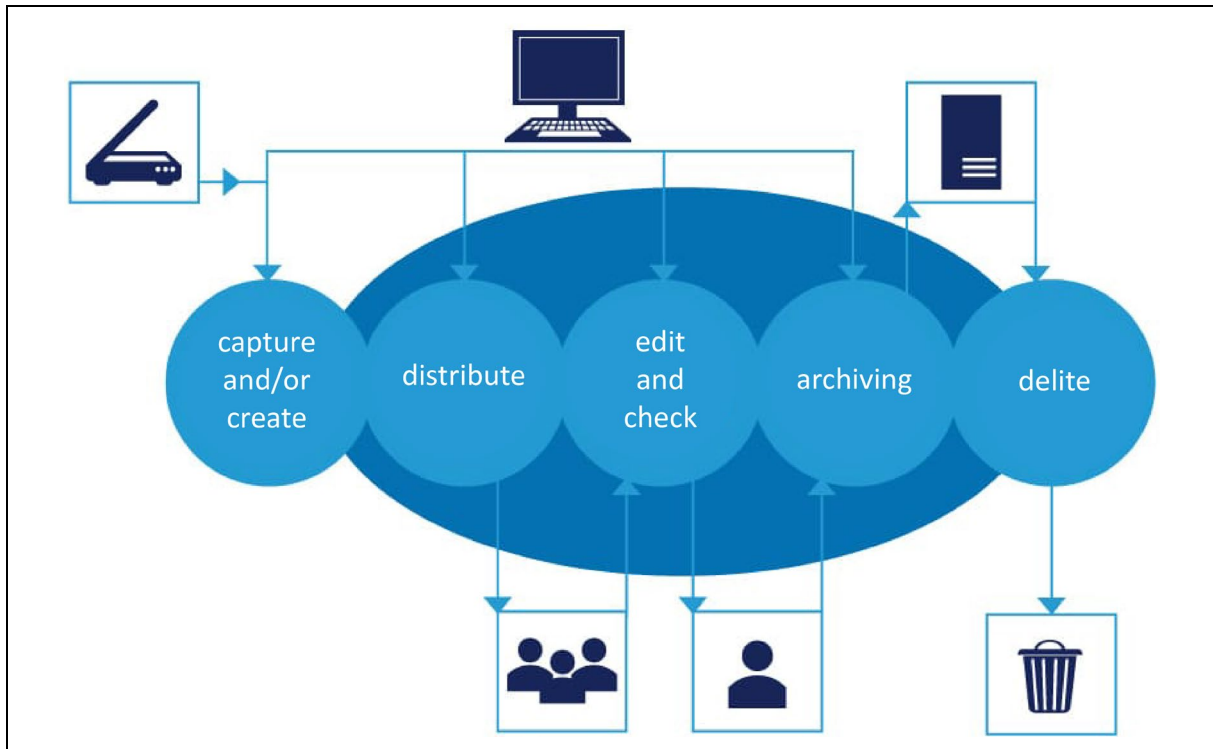 capture
and/or
create
distribute
edit
and
check
archiving
delite